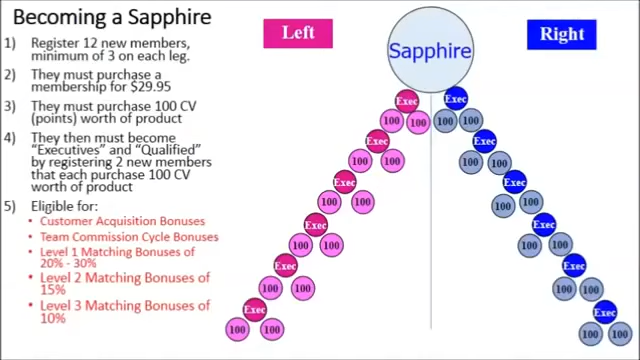 Becoming a Sapphire
1) Register 12 new members,
minimum of 3 on each leg.
2) They must purchase a
membership for $29.95
3) They must purchase 100 CV
(points) worth of product
4) They then must become
"Executives" and "Qualified"
by registering 2 new members
that each purchase 100 CV
worth of product
5) Eligible for:
• Customer Acquisition Bonuses
• Team Commission Cycle Bonuses
• Level 1 Matching Bonuses of
20% - 30%
• Level 2 Matching Bonuses of
15%
• Level 3 Matching Bonuses of
10%
Left
Sapphire
Right
Exec Exec
100 100 100 100
Exec Exec
100 100 100 100
Exec Exec
100 100 100 100
Exec Exec
100 100 100 100
Exec Exec
100 100 100 100
Exec Exec
100 100 100 100